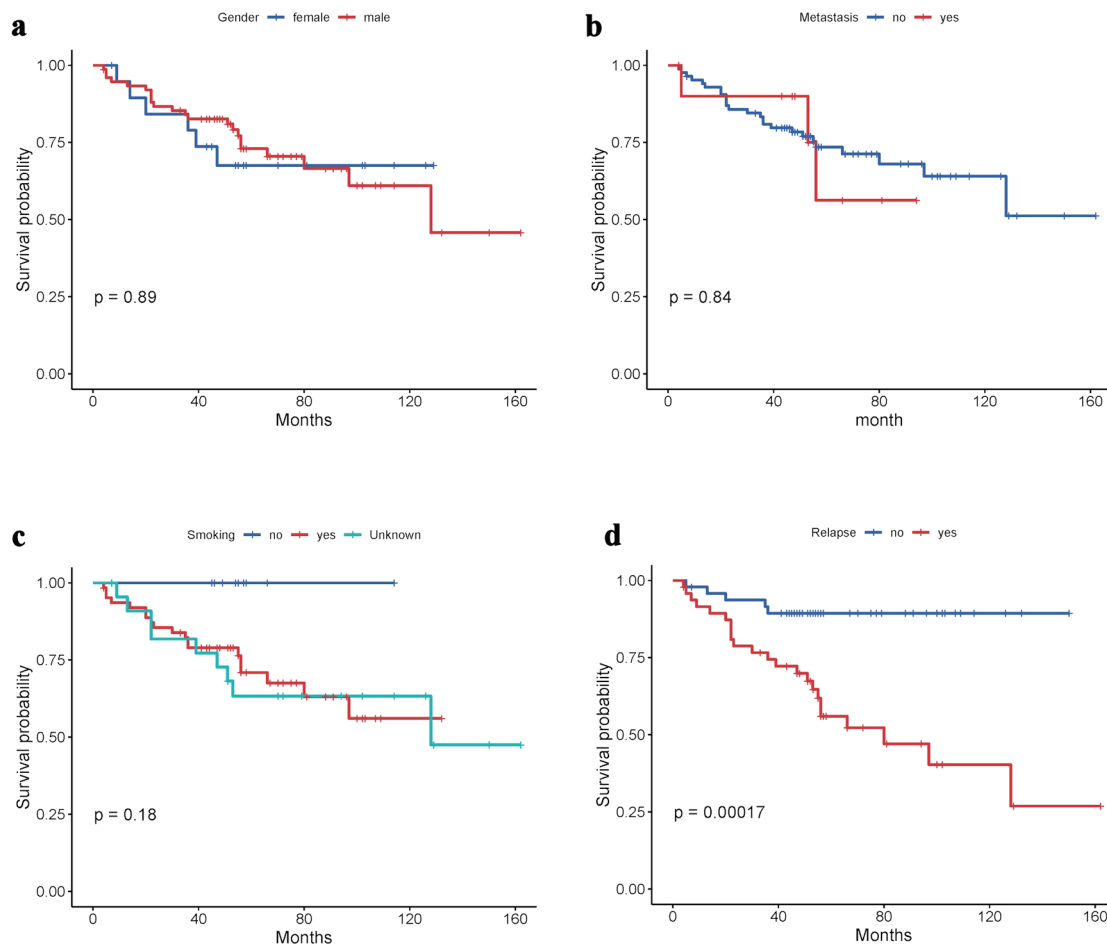 a
Gender female male
Survival probability
1.00
0.75
0.50
0.25
0.00
p = 0.89
0 40 80 120 160
Months
b
Metastasis no yes
Survival probability
1.00
0.75
0.50
0.25
0.00
p = 0.84
0 40 80 120 160
month
c
Smoking no yes Unknown
Survival probability
1.00
0.75
0.50
0.25
0.00
p = 0.18
0 40 80 120 160
Months
d
Relapse no yes
Survival probability
1.00
0.75
0.50
0.25
0.00
p = 0.00017
0 40 80 120 160
Months